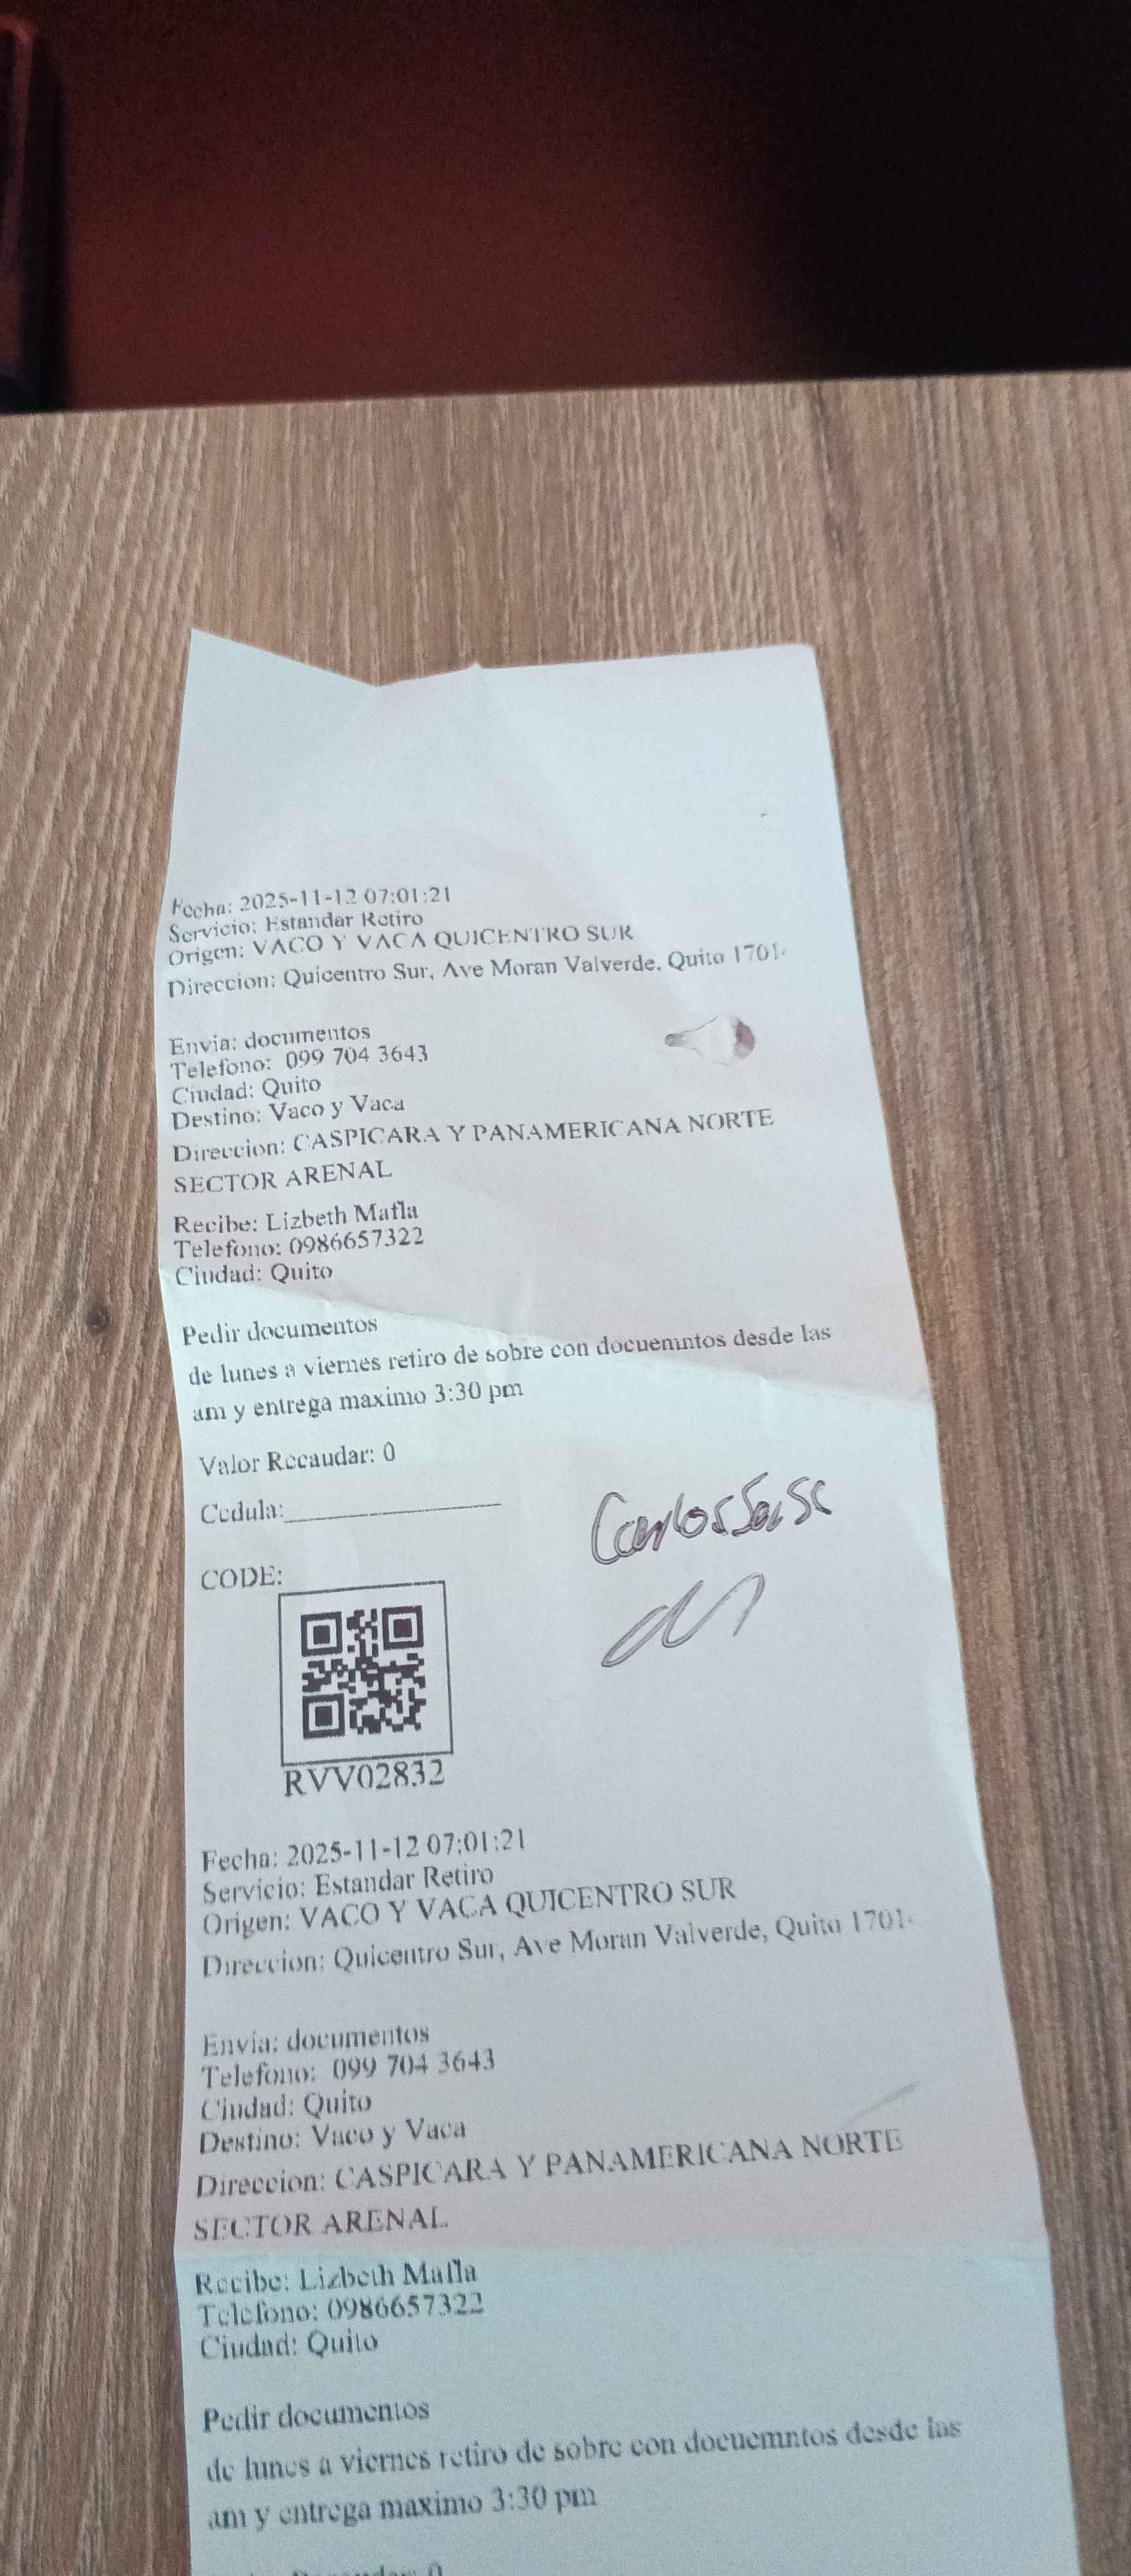 Fecha: 2025-11-12 07:01:21
Servicio: Estandar Retiro
Origen: VACO Y VACA QUICENTRO SUR
Direccion: Quicentro Sur, Ave Moran Valverde, Quito 1701
Envia: documentos
Telefono: 099 704 3643
Ciudad: Quito
Destino: Vaco y Vaca
Direccion: CASPICARA Y PANAMERICANA NORTE
SECTOR ARENAL
Recibe: Lizbeth Mafla
Telefono: 0986657322
Ciudad: Quito
Pedir documentos
de lunes a viernes retiro de sobre con docuemntos desde las
am y entrega maximo 3:30 pm
Valor Recaudar: 0
Cedula:
Carlos
CODE:
RVV02832
Fecha: 2025-11-12 07:01:21
Servicio: Estandar Retiro
Origen: VACO Y VACA QUICENTRO SUR
Direccion: Quicentro Sur, Ave Moran Valverde, Quito 1701
Envia: documentos
Telefono: 099 704 3643
Ciudad: Quito
Destino: Vaco y Vaca
Direccion: CASPICARA Y PANAMERICANA NORTE
SECTOR ARENAL
Recibe: Lizbeth Mafla
Telefono: 0986657322
Ciudad: Quito
Pedir documentos
de lunes a viernes retiro de sobre con docuemntos desde las
am y entrega maximo 3:30 pm